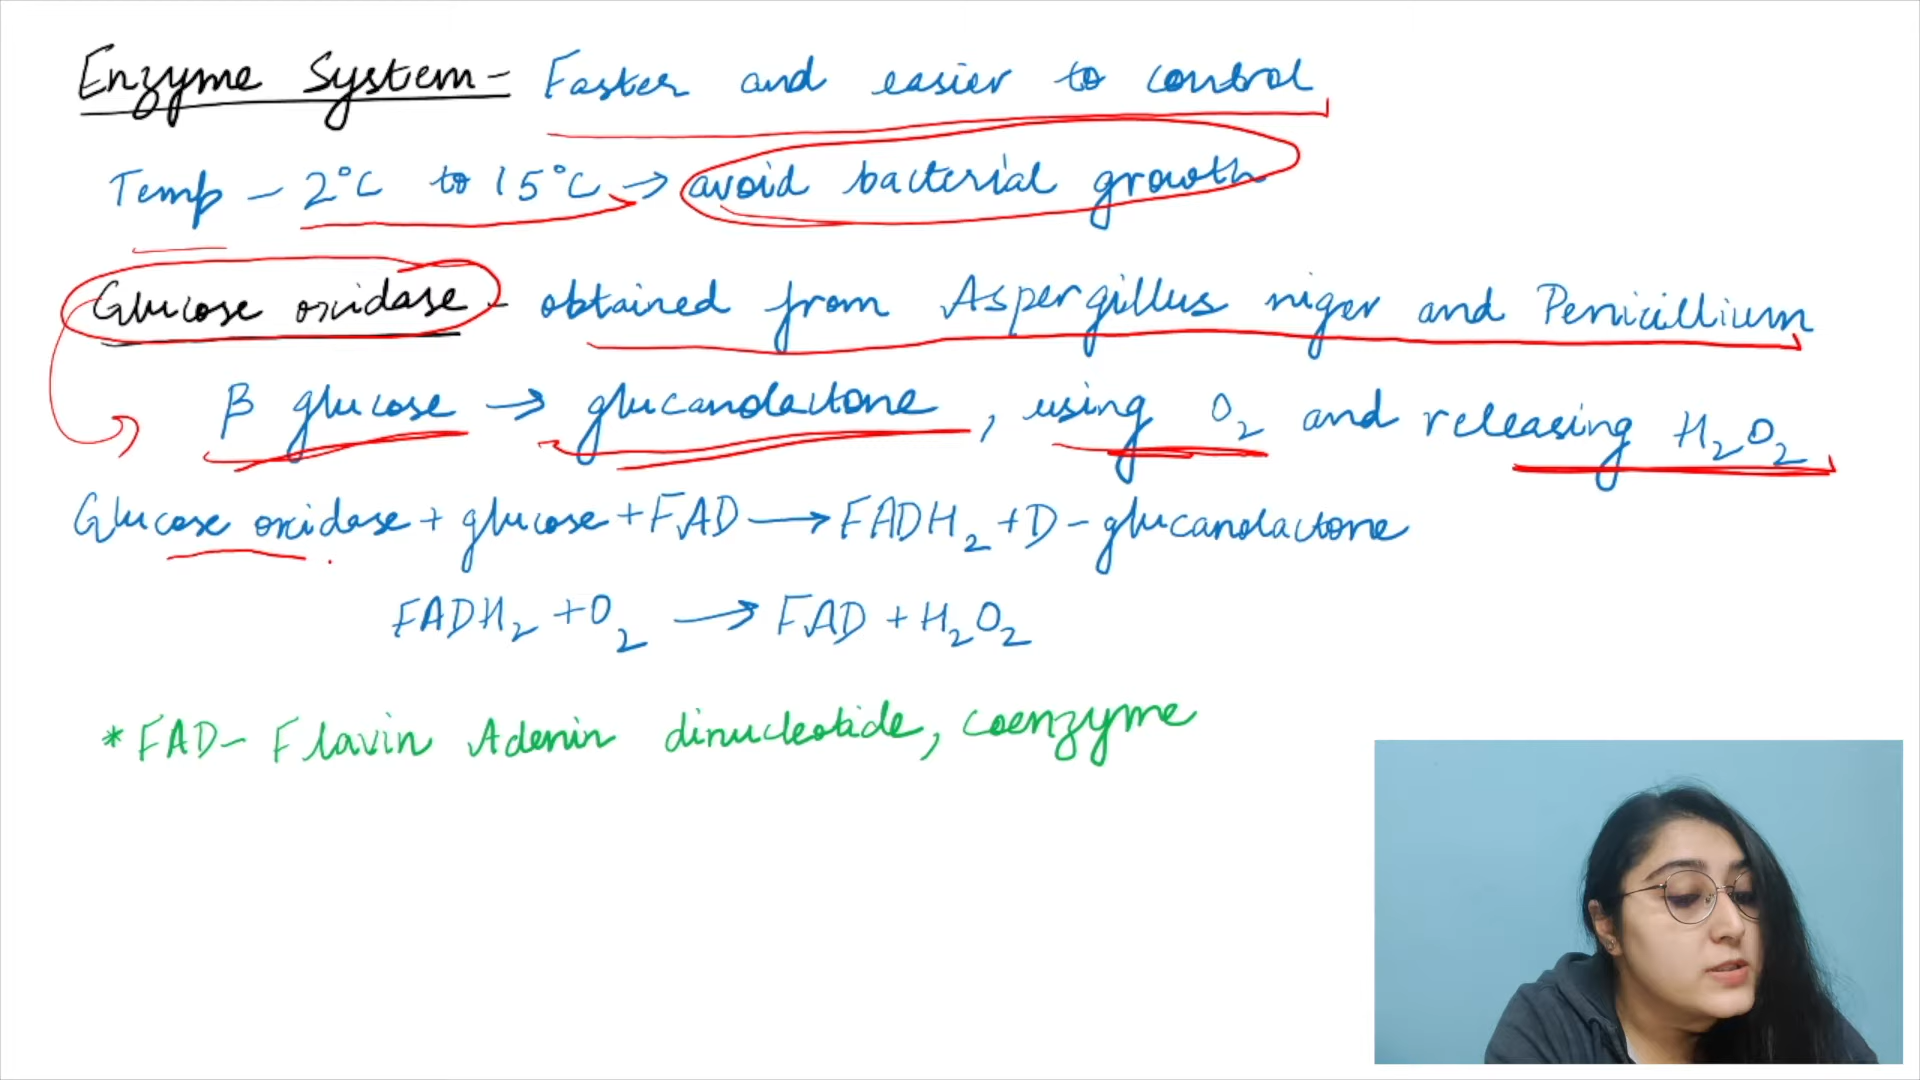 Enzyme System - Faster and easier to control
Temp - 2°C to 15°C → avoid bacterial growth
Glucose oxidase - obtained from Aspergillus niger and Penicillium
β glucose → glucanolactone, using O₂ and releasing H₂O₂
Glucose oxidase + glucose + FAD → FADH₂ + D-glucanolactone
FADH₂ + O₂ → FAD + H₂O₂
* FAD - Flavin Adenin dinucleotide, coenzyme